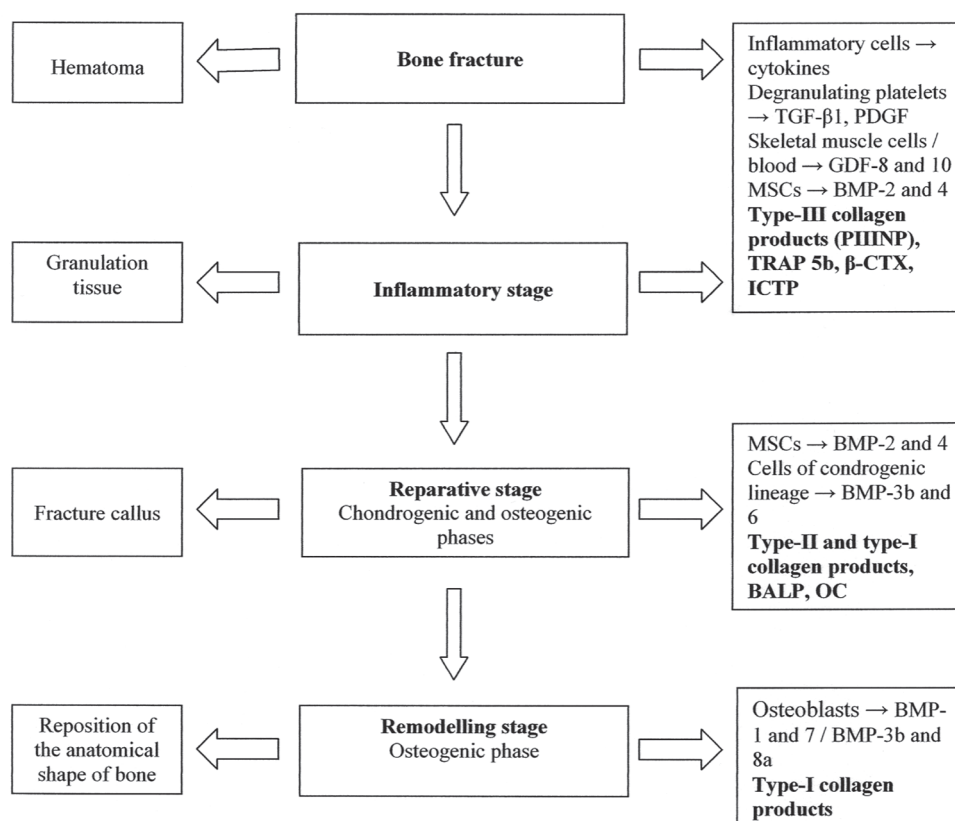 Hematoma
Bone fracture
Inflammatory cells →
cytokines
Degranulating platelets
→ TGF-β1, PDGF
Skeletal muscle cells /
blood → GDF-8 and 10
MSCs → BMP-2 and 4
Type-III collagen
products (PIIINP),
TRAP 5b, β-CTX,
ICTP
Granulation
tissue
Inflammatory stage
Fracture callus
Reparative stage
Chondrogenic and osteogenic
phases
MSCs → BMP-2 and 4
Cells of condrogenic
lineage → BMP-3b and
6
Type-II and type-I
collagen products,
BALP, OC
Reposition of
the anatomical
shape of bone
Remodelling stage
Osteogenic phase
Osteoblasts → BMP-
1 and 7 / BMP-3b and
8a
Type-I collagen
products